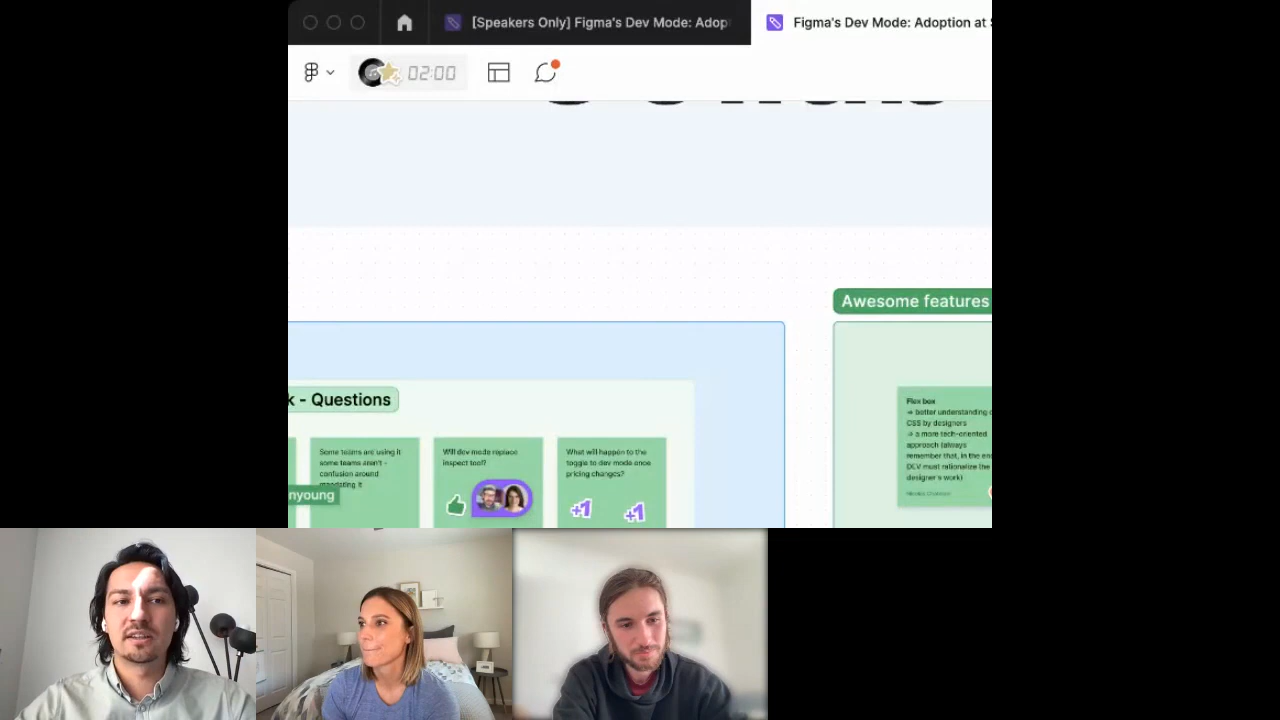 [Speakers Only] Figma's Dev Mode: Adop
Figma's Dev Mode: Adoption at
02:00
Awesome features
k - Questions
Some teams are using it
some teams aren't -
confusion around
mandating it
Will dev mode replace
inspect tool?
What will happen to the
toggle to dev mode once
pricing changes?
+1
+1
nyoung
Flex box
→ better understanding
CSS by designers
→ a more tech-oriented
approach (always
remember that, in the en
DEV must rationalize the
designer's work)